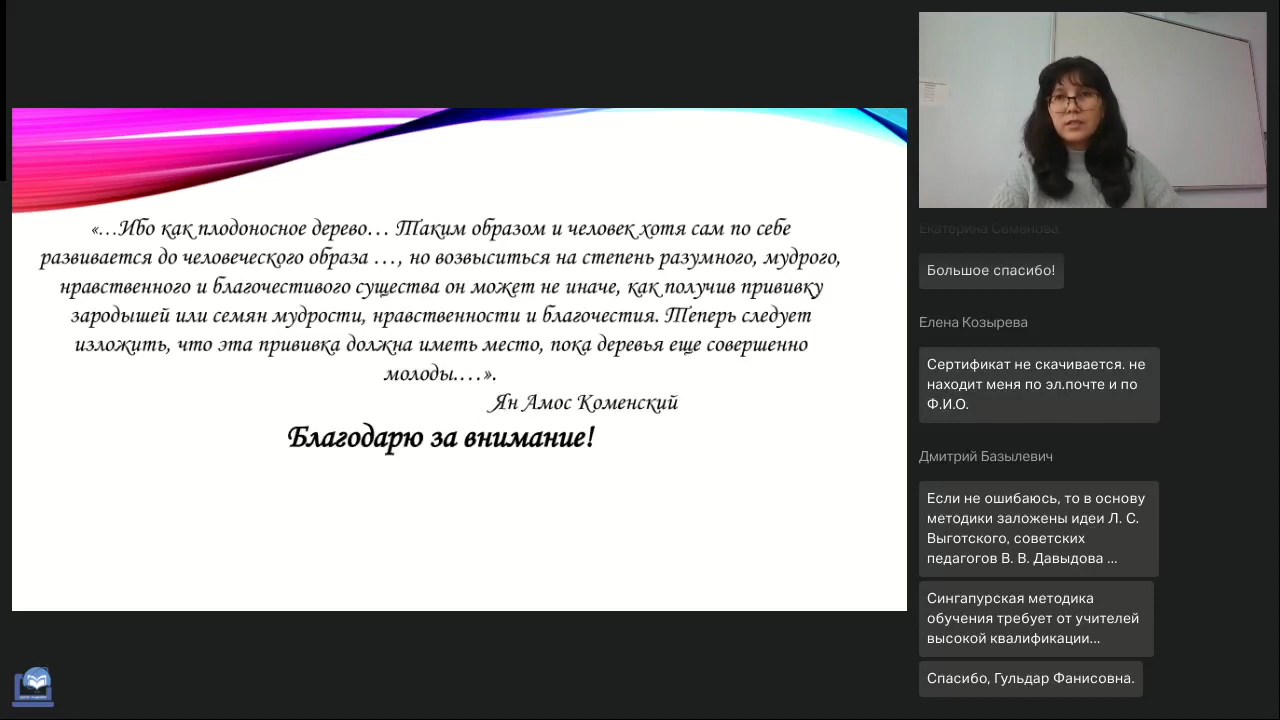 «…Ибо как плодоносное дерево… Таким образом и человек хотя сам по себе
развивается до человеческого образа …, но возвыситься на степень разумного, мудрого,
нравственного и благочестивого существа он может не иначе, как получив прививку
зародышей или семян мудрости, нравственности и благочестия. Теперь следует
изложить, что эта прививка должна иметь место, пока деревья еще совершенно
молоды.…».
Ян Амос Коменский
Благодарю за внимание!
Екатерина Семенова
Большое спасибо!
Елена Козырева
Сертификат не скачивается. не
находит меня по эл.почте и по
Ф.И.О.
Дмитрий Базылевич
Если не ошибаюсь, то в основу
методики заложены идеи Л. С.
Выготского, советских
педагогов В. В. Давыдова ...
Сингапурская методика
обучения требует от учителей
высокой квалификации...
Спасибо, Гульдар Фанисовна.